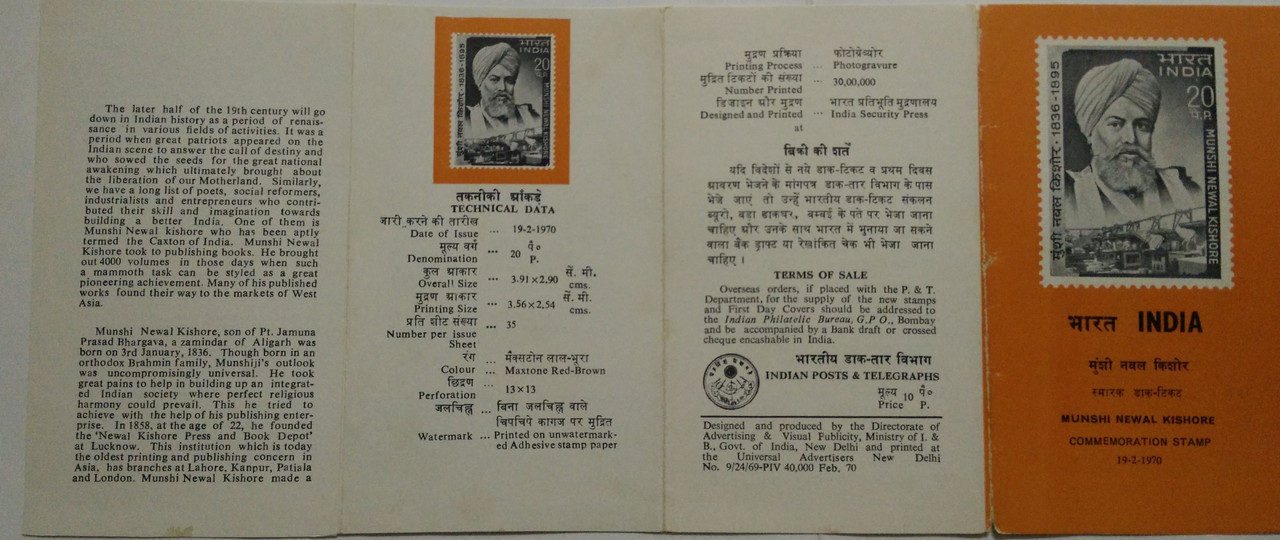 The later half of the 19th century will go
down in Indian history as a period of renais-
sance in various fields of activities. It was a
period when great patriots appeared on the
Indian scene to answer the call of destiny and
who sowed the seeds for the great national
awakening which ultimately brought about
the liberation of our Motherland. Similarly,
we have a long list of poets, social reformers,
industrialists and entrepreneurs who contri-
buted their skill and imagination towards
building a better India. One of them is
Munshi Newal kishore who has been aptly
termed the Caxton of India. Munshi Newal
Kishore took to publishing books. He brought
out 4000 volumes in those days when such
a mammoth task can be styled as a great
pioneering achievement. Many of his published
works found their way to the markets of West
Asia.
Munshi Newal Kishore, son of Pt. Jamuna
Prasad Bhargava, a zamindar of Aligarh was
born on 3rd January, 1836. Though born in an
orthodox Brahmin family, Munshiji's outlook
was uncompromisingly universal. He took
great pains to help in building up an integrat-
ed Indian society where perfect religious
harmony could prevail. This he tried to
achieve with the help of his publishing enter-
prise. In 1858, at the age of 22, he founded
the 'Newal Kishore Press and Book Depot'
at Lucknow. This institution which is today
the oldest printing and publishing concern in
Asia, has branches at Lahore, Kanpur, Patiala
and London. Munshi Newal Kishore made a
भारत
INDIA
20
प.P.
मुंशी नवल किशोर · 1836-1895
MUNSHI NEWAL KISHORE
तकनीकी आंकडे
TECHNICAL DATA
जारी करने की तारीख
Date of Issue ... 19-2-1970
मूल्य वर्ग पै०
Denomination ... 20 P.
कुल आकार सें. मी.
Overall Size ... 3.91×2.90 cms.
मुद्रण आकार सें. मी.
Printing Size ... 3.56×2.54 cms.
प्रति शीट संख्या ... 35
Number per issue
Sheet
रंग ... मैक्सटोन लाल-भूरा
Colour ... Maxtone Red-Brown
छिद्रण
Perforation ... 13×13
जलचिह्न ... बिना जलचिह्न वाले
चिपचिपे कागज पर मुद्रित
Watermark ... Printed on unwatermark-
ed Adhesive stamp paper
मुद्रण प्रक्रिया फोटोग्रेव्योर
Printing Process ... Photogravure
मुद्रित टिकटों की संख्या ... 30,00,000
Number Printed
डिजाइन और मुद्रण भारत प्रतिभूति मुद्रणालय
Designed and Printed ... India Security Press
at
बिक्री की शर्तें
यदि विदेशों से नये डाक-टिकट व प्रथम दिवस
आवरण भेजने के मांगपत्र डाक-तार विभाग के पास
भेजे जाएं तो उन्हें भारतीय डाक-टिकट संकलन
ब्यूरो, बडा डाकघर, बम्बई के पते पर भेजा जाना
चाहिए और उनके साथ भारत में भुनाया जा सकने
वाला बैंक ड्राफ्ट या रेखांकित चेक भी भेजा जाना
चाहिए।
TERMS OF SALE
Overseas orders, if placed with the P. & T.
Department, for the supply of the new stamps
and First Day Covers should be addressed to
the Indian Philatelic Bureau, G.P.O., Bombay
and be accompanied by a Bank draft or crossed
cheque encashable in India.
भारतीय डाक-तार विभाग
INDIAN POSTS & TELEGRAPHS
मूल्य 10 पै०
Price P.
Designed and produced by the Directorate of
Advertising & Visual Publicity, Ministry of I. &
B., Govt. of India, New Delhi and printed at
the Universal Advertisers New Delhi
No. 9/24/69-PIV 40,000 Feb. 70
भारत
INDIA
20
प.P.
मुंशी नवल किशोर · 1836-1895
MUNSHI NEWAL KISHORE
भारत INDIA
मुंशी नवल किशोर
स्मारक डाक-टिकट
MUNSHI NEWAL KISHORE
COMMEMORATION STAMP
19-2-1970